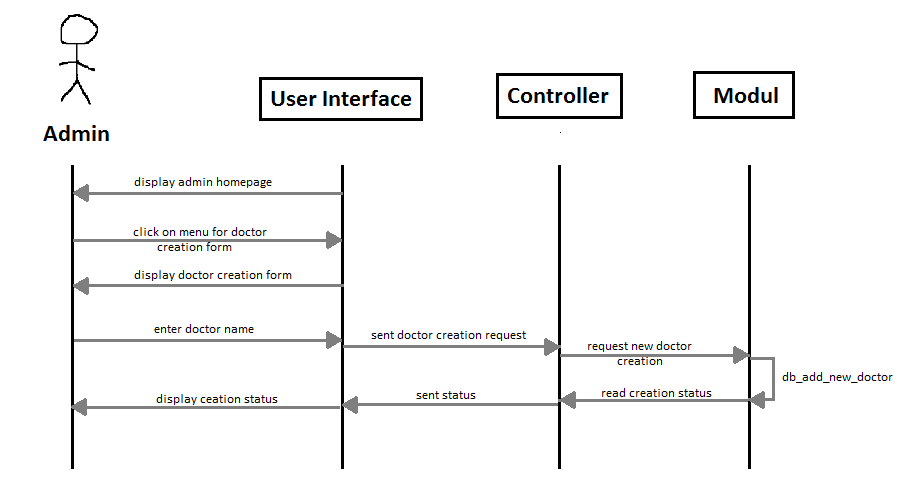 User Interface
Controller
Modul
Admin
display admin homepage
click on menu for doctor
creation form
display doctor creation form
enter doctor name
sent doctor creation request
request new doctor
creation
db_add_new_doctor
display ceation status
sent status
read creation status